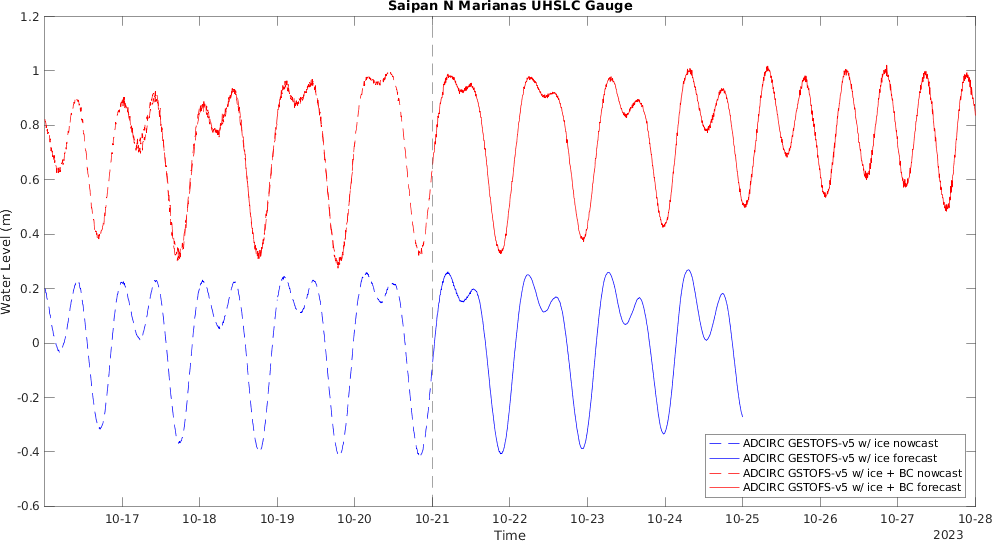 Saipan N Marianas UHSLC Gauge
1.2
1
0.8
0.6
0.4
0.2
0
-0.2
-0.4
-0.6
Water Level (m)
ADCIRC GESTOFS-v5 w/ ice nowcast
ADCIRC GESTOFS-v5 w/ ice forecast
ADCIRC GSTOFS-v5 w/ ice + BC nowcast
ADCIRC GSTOFS-v5 w/ ice + BC forecast
10-17 10-18 10-19 10-20 10-21 10-22 10-23 10-24 10-25 10-26 10-27 10-28
Time
2023